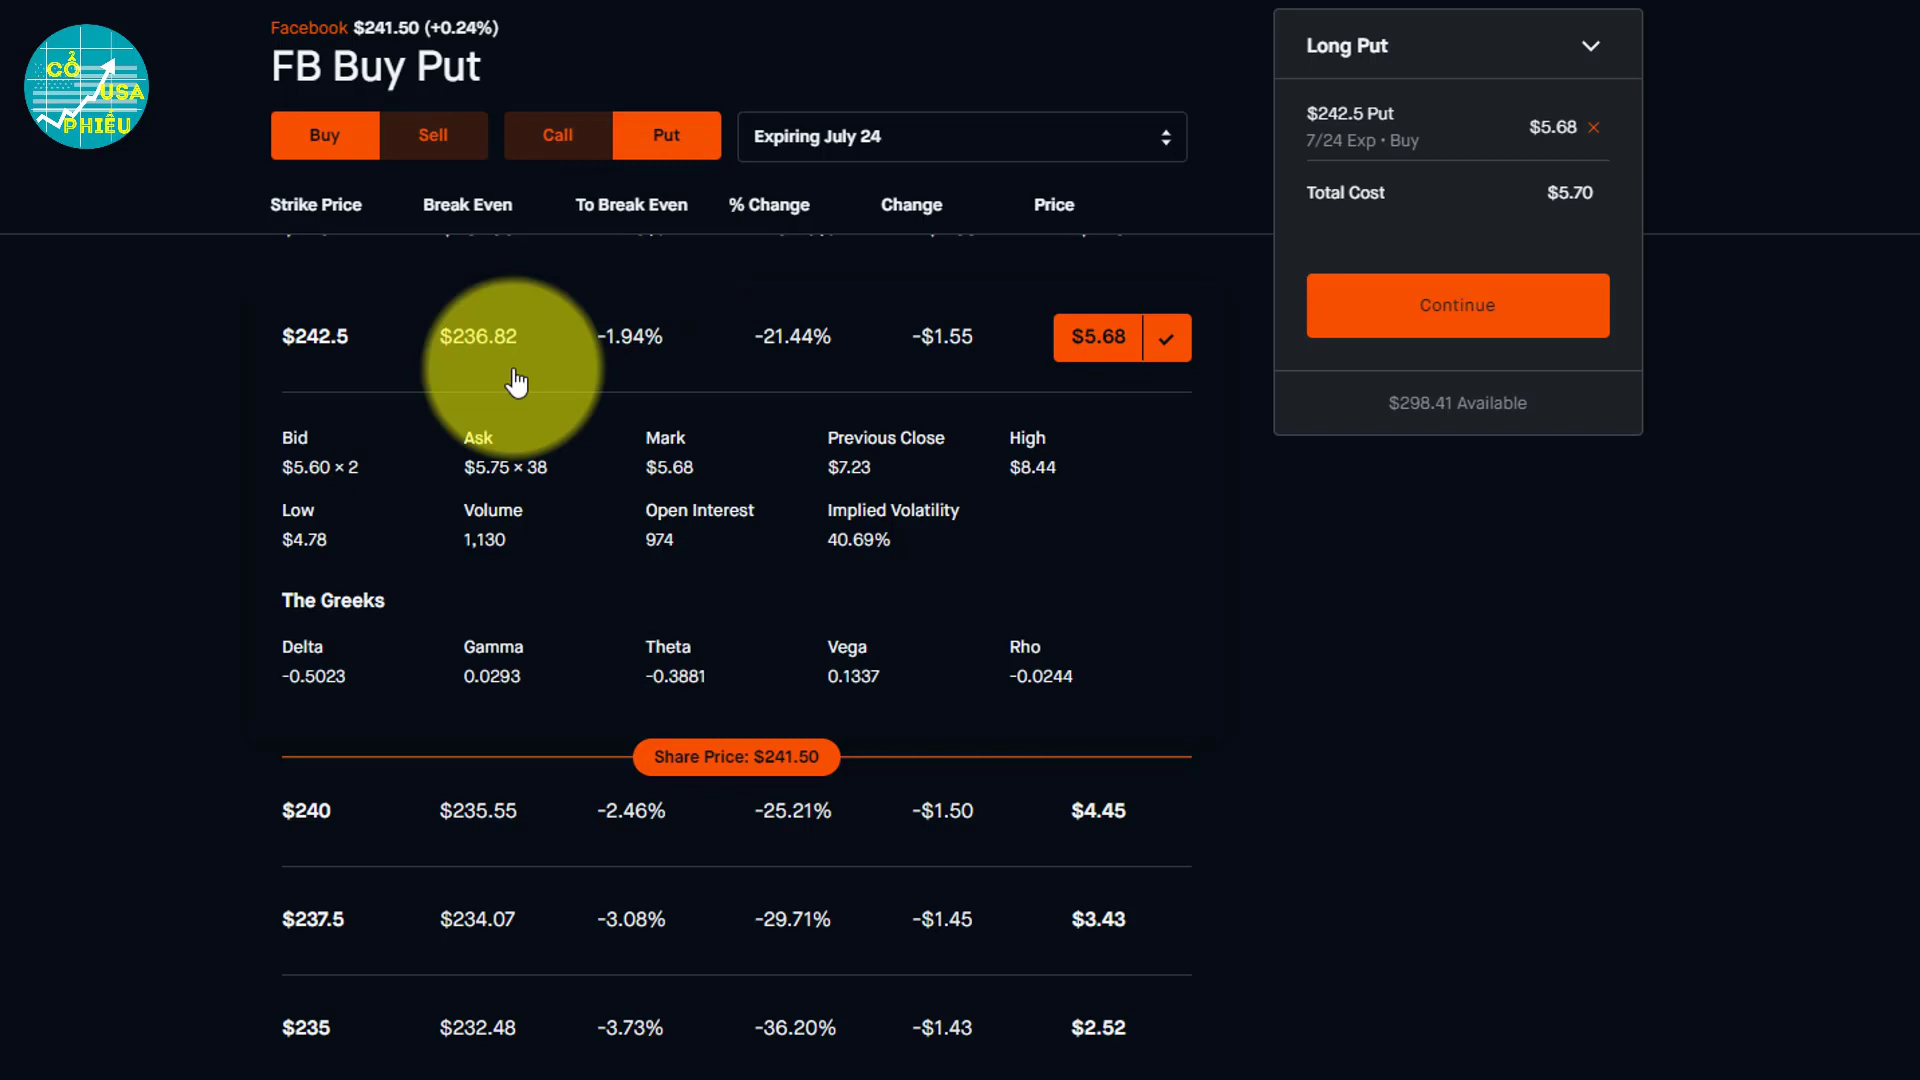 CỔ
USA
PHIẾU
Facebook $241.50 (+0.24%)
FB Buy Put
Buy Sell Call Put Expiring July 24
Strike Price Break Even To Break Even % Change Change Price
$242.5 $236.82 -1.94% -21.44% -$1.55 $5.68
Bid Ask Mark Previous Close High
$5.60 × 2 $5.75 × 38 $5.68 $7.23 $8.44
Low Volume Open Interest Implied Volatility
$4.78 1,130 974 40.69%
The Greeks
Delta Gamma Theta Vega Rho
-0.5023 0.0293 -0.3881 0.1337 -0.0244
Share Price: $241.50
$240 $235.55 -2.46% -25.21% -$1.50 $4.45
$237.5 $234.07 -3.08% -29.71% -$1.45 $3.43
$235 $232.48 -3.73% -36.20% -$1.43 $2.52
Long Put
$242.5 Put
7/24 Exp • Buy
$5.68
Total Cost $5.70
Continue
$298.41 Available